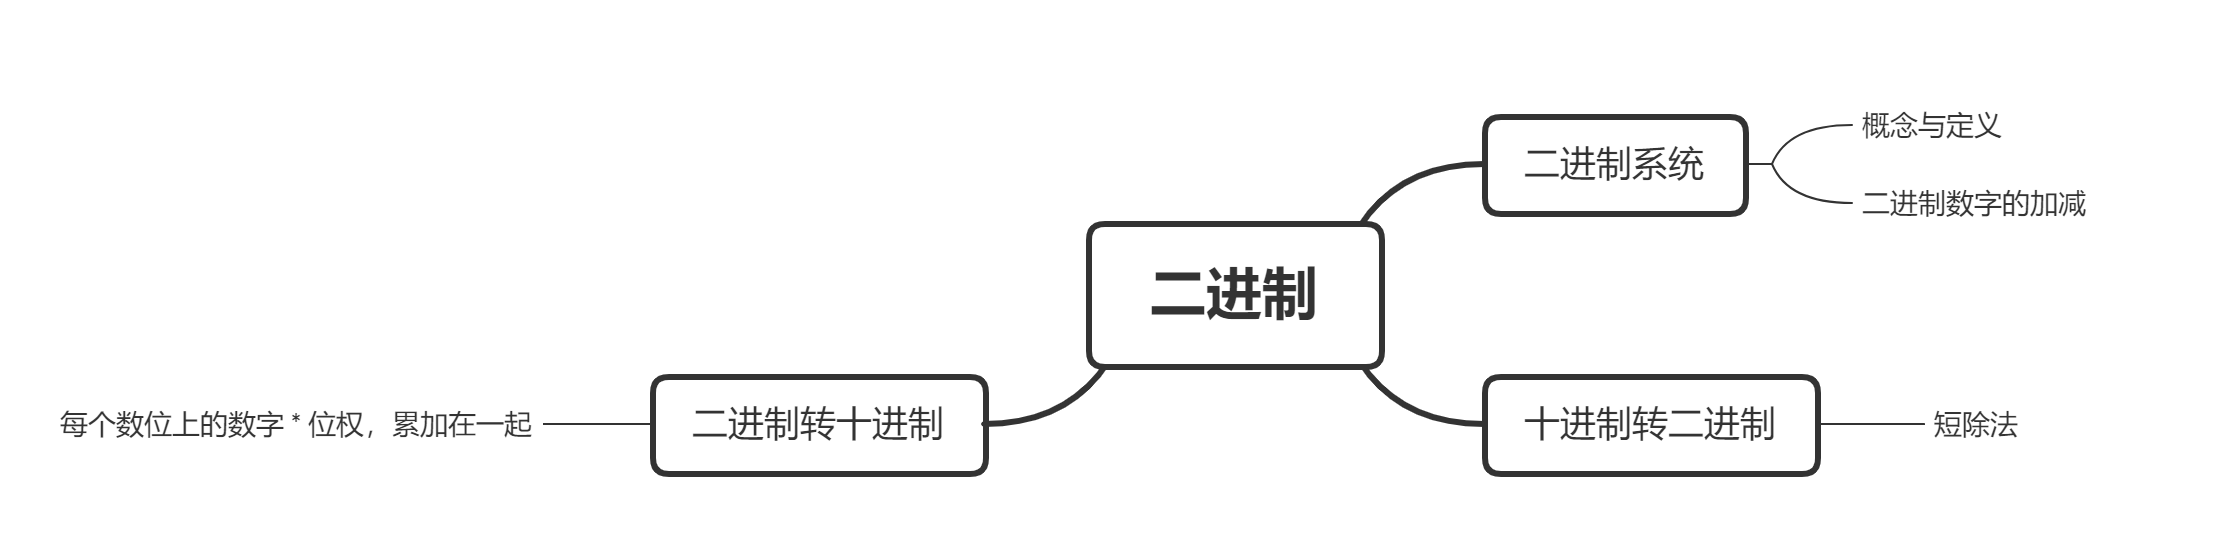 二进制
二进制系统
概念与定义
二进制数字的加减
十进制转二进制
短除法
二进制转十进制
每个数位上的数字 * 位权，累加在一起